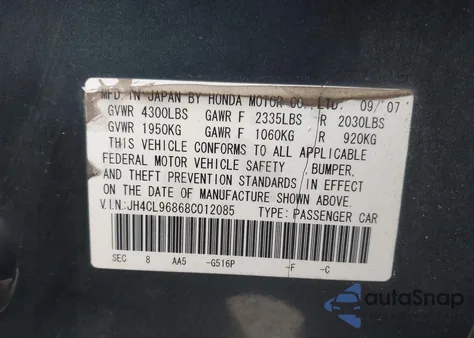 MFD. IN JAPAN BY HONDA MOTOR CO., LTD. 09/07
GVWR 4300LBS GAWR F 2335LBS R 2030LBS
GVWR 1950KG GAWR F 1060KG R 920KG
THIS VEHICLE CONFORMS TO ALL APPLICABLE
FEDERAL MOTOR VEHICLE SAFETY, BUMPER,
AND THEFT PREVENTION STANDARDS IN EFFECT
ON THE DATE OF MANUFACTURE SHOWN ABOVE.
V.I.N.:JH4CL96868C012085 TYPE: PASSENGER CAR
SEC 8 AA5 -G516P -F -C
autoSnap